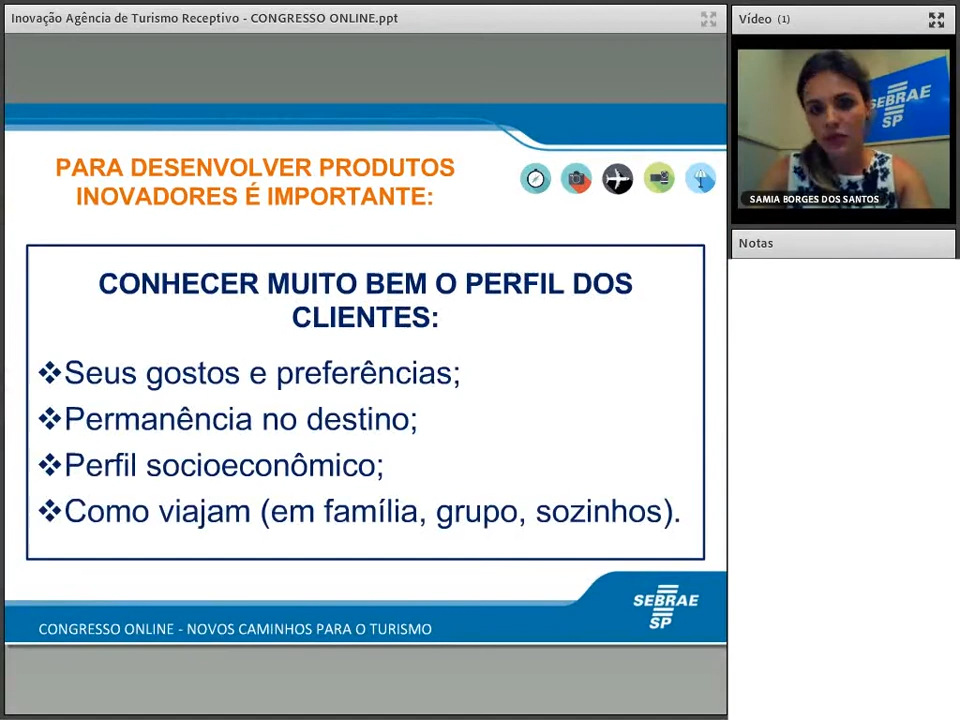 Inovação Agência de Turismo Receptivo - CONGRESSO ONLINE.ppt
Vídeo (1)
SEBRAE
SP
SAMIA BORGES DOS SANTOS
Notas
PARA DESENVOLVER PRODUTOS
INOVADORES É IMPORTANTE:
CONHECER MUITO BEM O PERFIL DOS
CLIENTES:
❖Seus gostos e preferências;
❖Permanência no destino;
❖Perfil socioeconômico;
❖Como viajam (em família, grupo, sozinhos).
SEBRAE
SP
CONGRESSO ONLINE - NOVOS CAMINHOS PARA O TURISMO